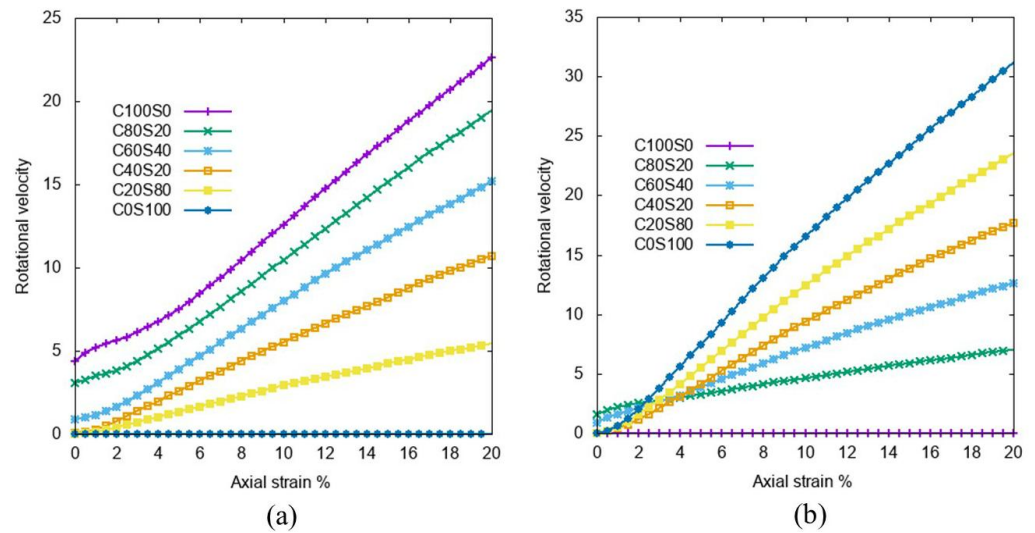 25
20
15
10
5
0
Rotational velocity
C100S0
C80S20
C60S40
C40S20
C20S80
C0S100
0 2 4 6 8 10 12 14 16 18 20
Axial strain %
(a)
35
30
25
20
15
10
5
0
Rotational velocity
C100S0
C80S20
C60S40
C40S20
C20S80
C0S100
0 2 4 6 8 10 12 14 16 18 20
Axial strain %
(b)